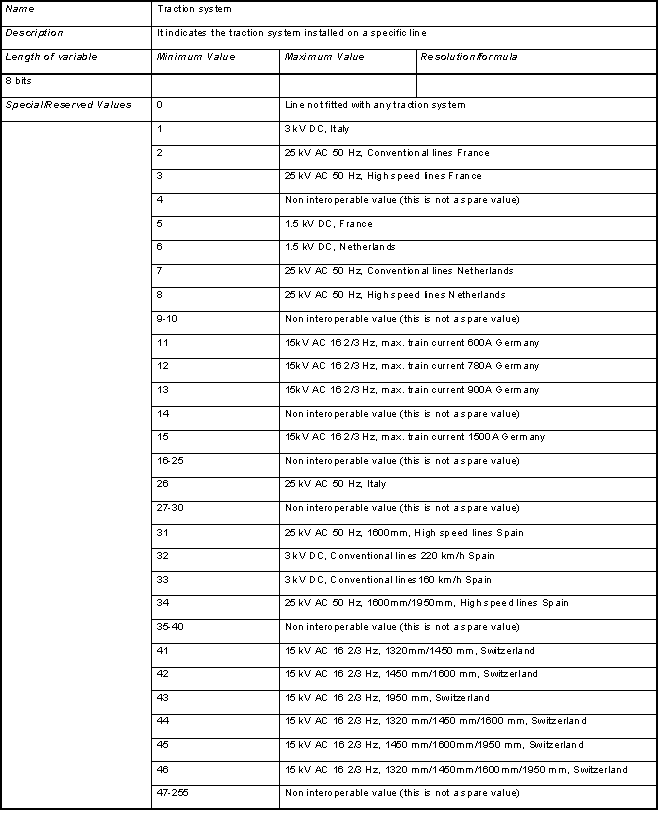 Name Traction system
Description It indicates the traction system installed on a specific line
Length of variable Minimum Value Maximum Value Resolution/formula
8 bits
Special/Reserved Values 0 Line not fitted with any traction system
1 3 kV DC, Italy
2 25 kV AC 50 Hz, Conventional lines France
3 25 kV AC 50 Hz, High speed lines France
4 Non interoperable value (this is not a spare value)
5 1.5 kV DC, France
6 1.5 kV DC, Netherlands
7 25 kV AC 50 Hz, Conventional lines Netherlands
8 25 kV AC 50 Hz, High speed lines Netherlands
9-10 Non interoperable value (this is not a spare value)
11 15kV AC 16 2/3 Hz, max. train current 600A Germany
12 15kV AC 16 2/3 Hz, max. train current 780A Germany
13 15kV AC 16 2/3 Hz, max. train current 900A Germany
14 Non interoperable value (this is not a spare value)
15 15kV AC 16 2/3 Hz, max. train current 1500A Germany
16-25 Non interoperable value (this is not a spare value)
26 25 kV AC 50 Hz, Italy
27-30 Non interoperable value (this is not a spare value)
31 25 kV AC 50 Hz, 1600mm, High speed lines Spain
32 3 kV DC, Conventional lines 220 km/h Spain
33 3 kV DC, Conventional lines 160 km/h Spain
34 25 kV AC 50 Hz, 1600mm/1950mm, High speed lines Spain
35-40 Non interoperable value (this is not a spare value)
41 15 kV AC 16 2/3 Hz, 1320mm/1450 mm, Switzerland
42 15 kV AC 16 2/3 Hz, 1450 mm/1600 mm, Switzerland
43 15 kV AC 16 2/3 Hz, 1950 mm, Switzerland
44 15 kV AC 16 2/3 Hz, 1320 mm/1450 mm/1600 mm, Switzerland
45 15 kV AC 16 2/3 Hz, 1450 mm/1600mm/1950 mm, Switzerland
46 15 kV AC 16 2/3 Hz, 1320 mm/1450mm/1600 mm/1950 mm, Switzerland
47-255 Non interoperable value (this is not a spare value)